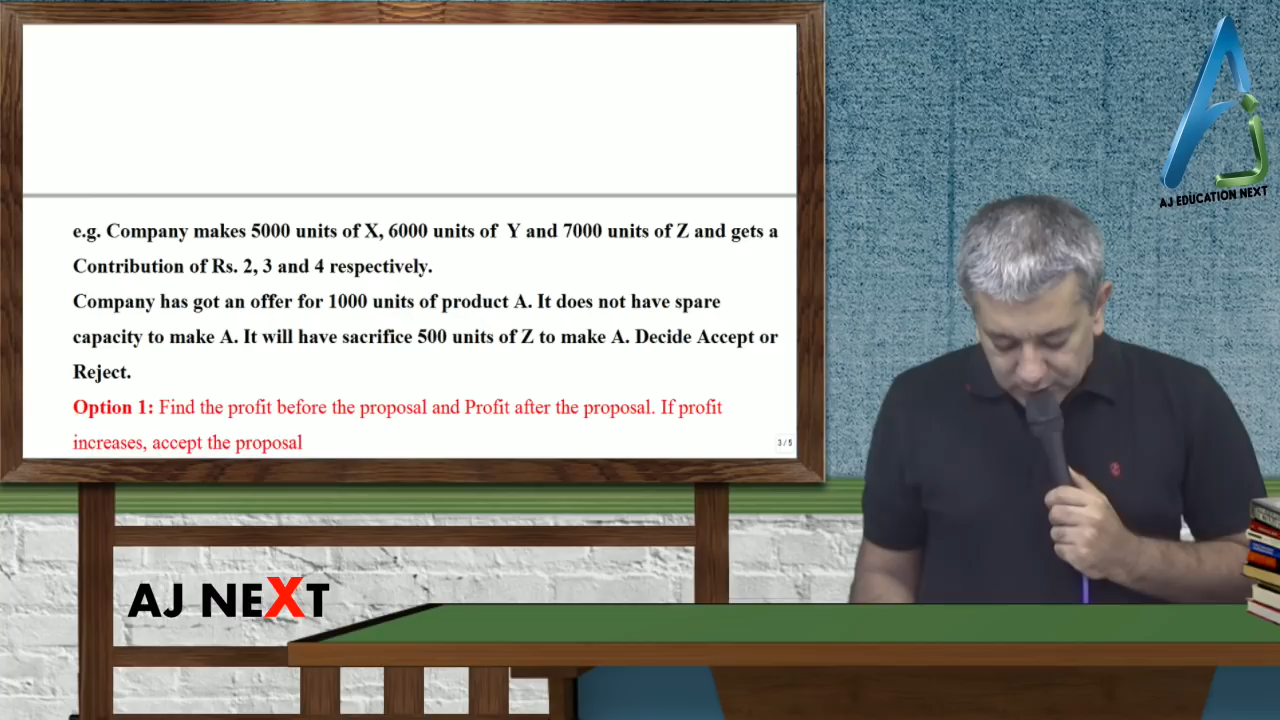 AJ EDUCATION NEXT
e.g. Company makes 5000 units of X, 6000 units of Y and 7000 units of Z and gets a
Contribution of Rs. 2, 3 and 4 respectively.
Company has got an offer for 1000 units of product A. It does not have spare
capacity to make A. It will have sacrifice 500 units of Z to make A. Decide Accept or
Reject.
Option 1: Find the profit before the proposal and Profit after the proposal. If profit
increases, accept the proposal
3/5
AJ NEXT